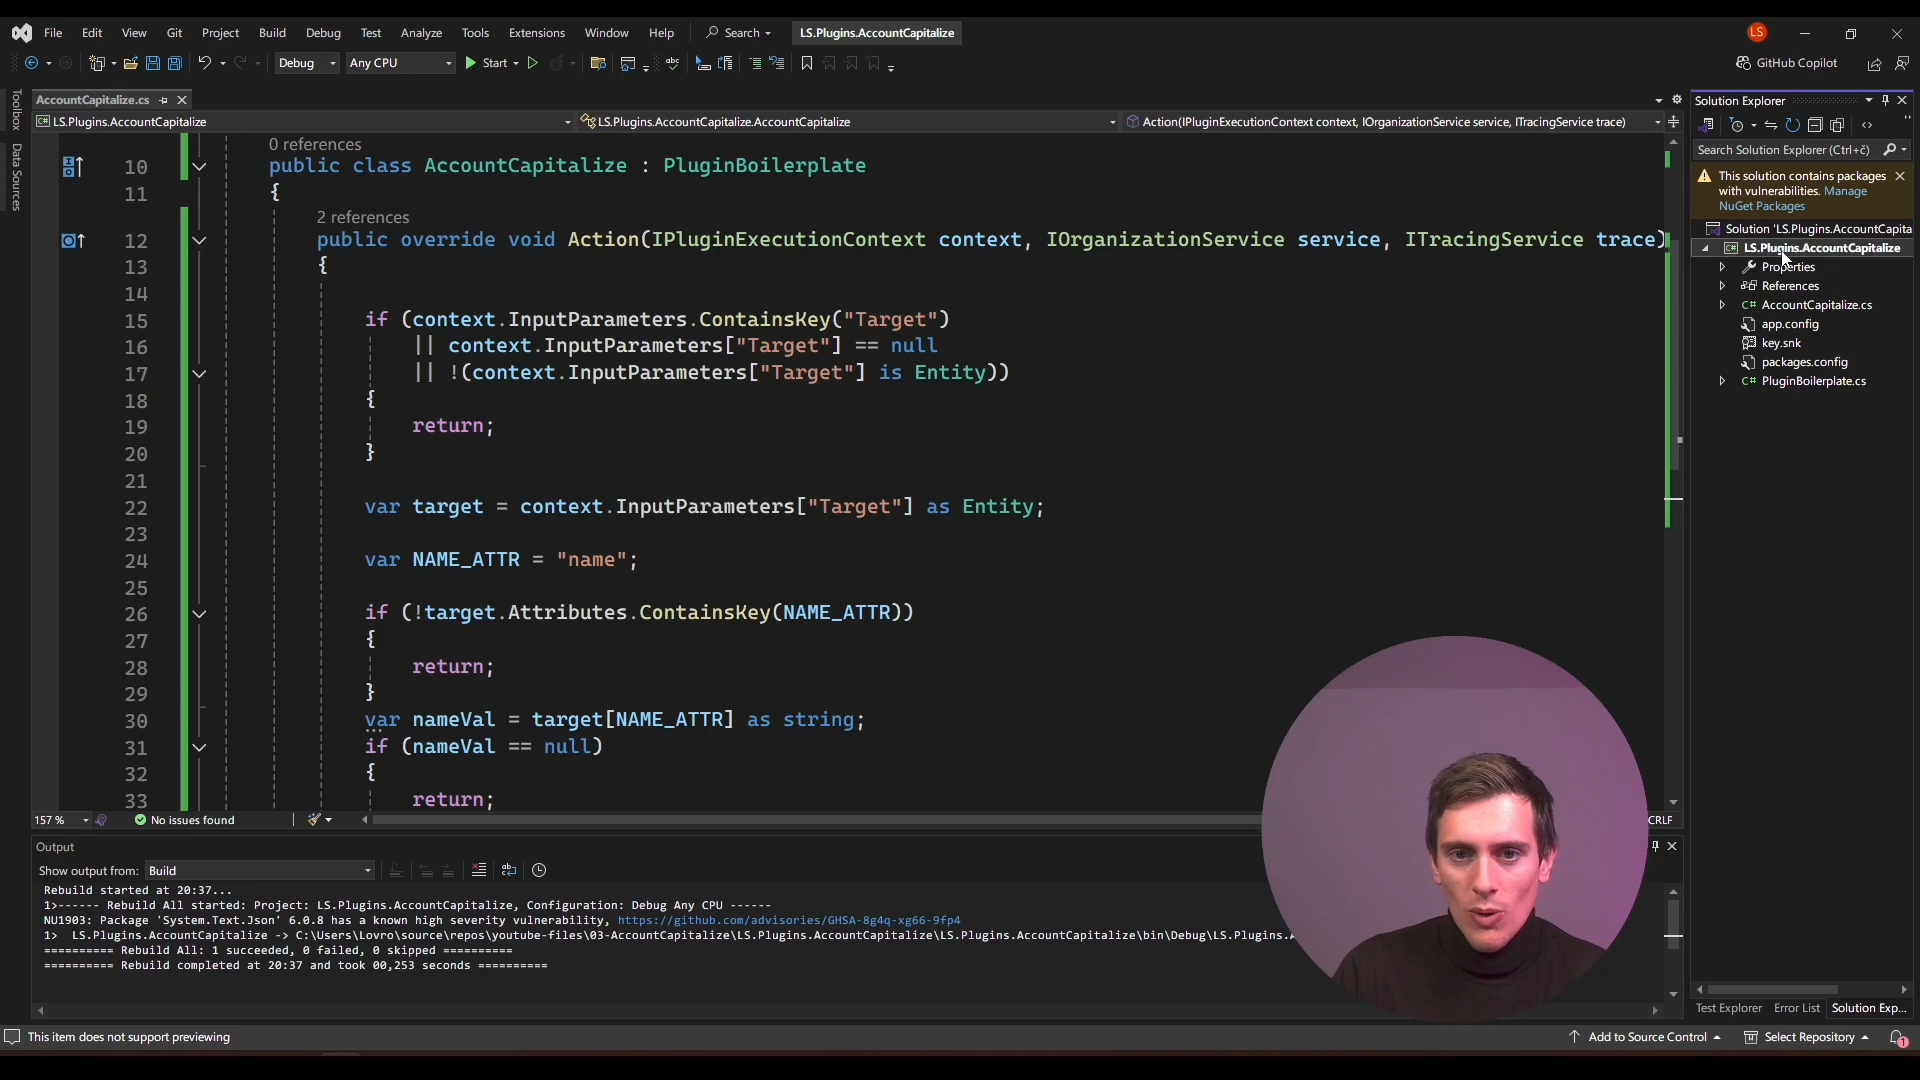 File Edit View Git Project Build Debug Test Analyze Tools Extensions Window Help Search LS.Plugins.AccountCapitalize LS
Debug Any CPU Start abc GitHub Copilot
Toolbox
Data Sources
AccountCapitalize.cs
LS.Plugins.AccountCapitalize LS.Plugins.AccountCapitalize.AccountCapitalize Action(IPluginExecutionContext context, IOrganizationService service, ITracingService trace)
0 references
10 public class AccountCapitalize : PluginBoilerplate
11 {
2 references
12 public override void Action(IPluginExecutionContext context, IOrganizationService service, ITracingService trace)
13 {
14
15 if (context.InputParameters.ContainsKey("Target")
16 || context.InputParameters["Target"] == null
17 || !(context.InputParameters["Target"] is Entity))
18 {
19 return;
20 }
21
22 var target = context.InputParameters["Target"] as Entity;
23
24 var NAME_ATTR = "name";
25
26 if (!target.Attributes.ContainsKey(NAME_ATTR))
27 {
28 return;
29 }
30 var nameVal = target[NAME_ATTR] as string;
31 if (nameVal == null)
32 {
33 return;
157 % No issues found CRLF
Output
Show output from: Build
Rebuild started at 20:37...
1>------ Rebuild All started: Project: LS.Plugins.AccountCapitalize, Configuration: Debug Any CPU ------
NU1903: Package 'System.Text.Json' 6.0.8 has a known high severity vulnerability, https://github.com/advisories/GHSA-8g4q-xg66-9fp4
1> LS.Plugins.AccountCapitalize -> C:\Users\Lovro\source\repos\youtube-files\03-AccountCapitalize\LS.Plugins.AccountCapitalize\LS.Plugins.AccountCapitalize\bin\Debug\LS.Plugins.A
========== Rebuild All: 1 succeeded, 0 failed, 0 skipped ==========
========== Rebuild completed at 20:37 and took 00,253 seconds ==========
Solution Explorer
Search Solution Explorer (Ctrl+č)
This solution contains packages
with vulnerabilities. Manage
NuGet Packages
Solution 'LS.Plugins.AccountCapita
LS.Plugins.AccountCapitalize
Properties
References
C# AccountCapitalize.cs
app.config
key.snk
packages.config
C# PluginBoilerplate.cs
Test Explorer Error List Solution Exp...
This item does not support previewing Add to Source Control Select Repository 1